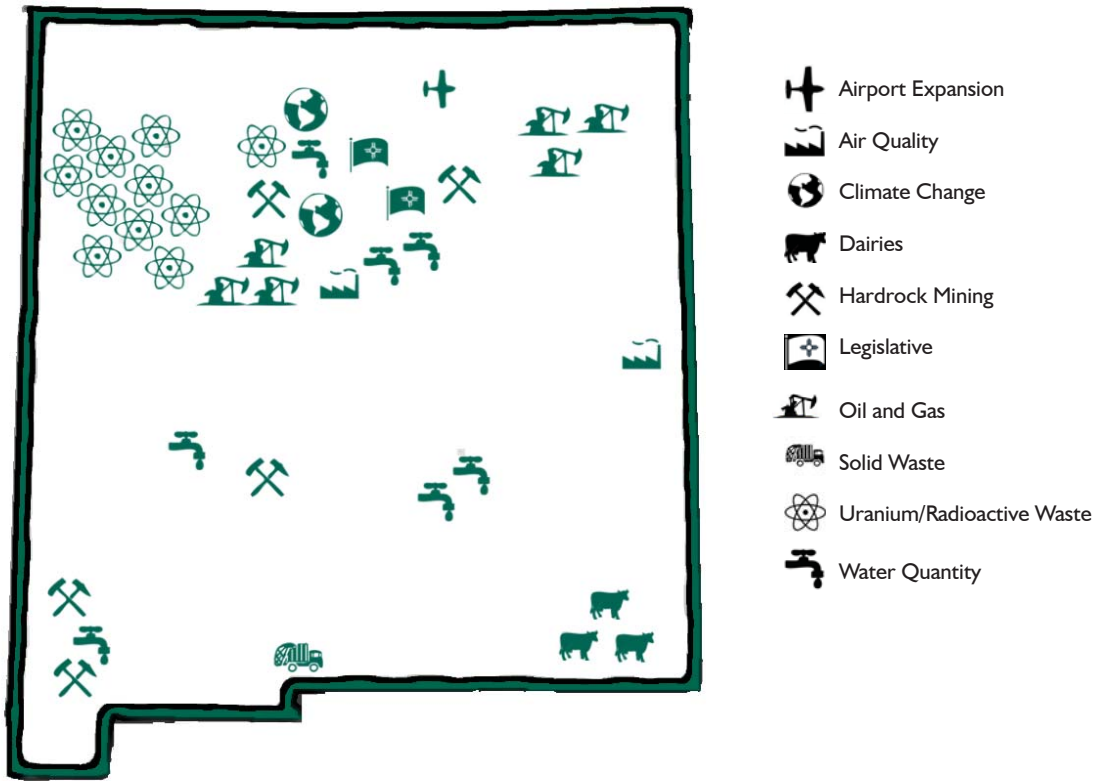 Airport Expansion
Air Quality
Climate Change
Dairies
Hardrock Mining
Legislative
Oil and Gas
Solid Waste
Uranium/Radioactive Waste
Water Quantity